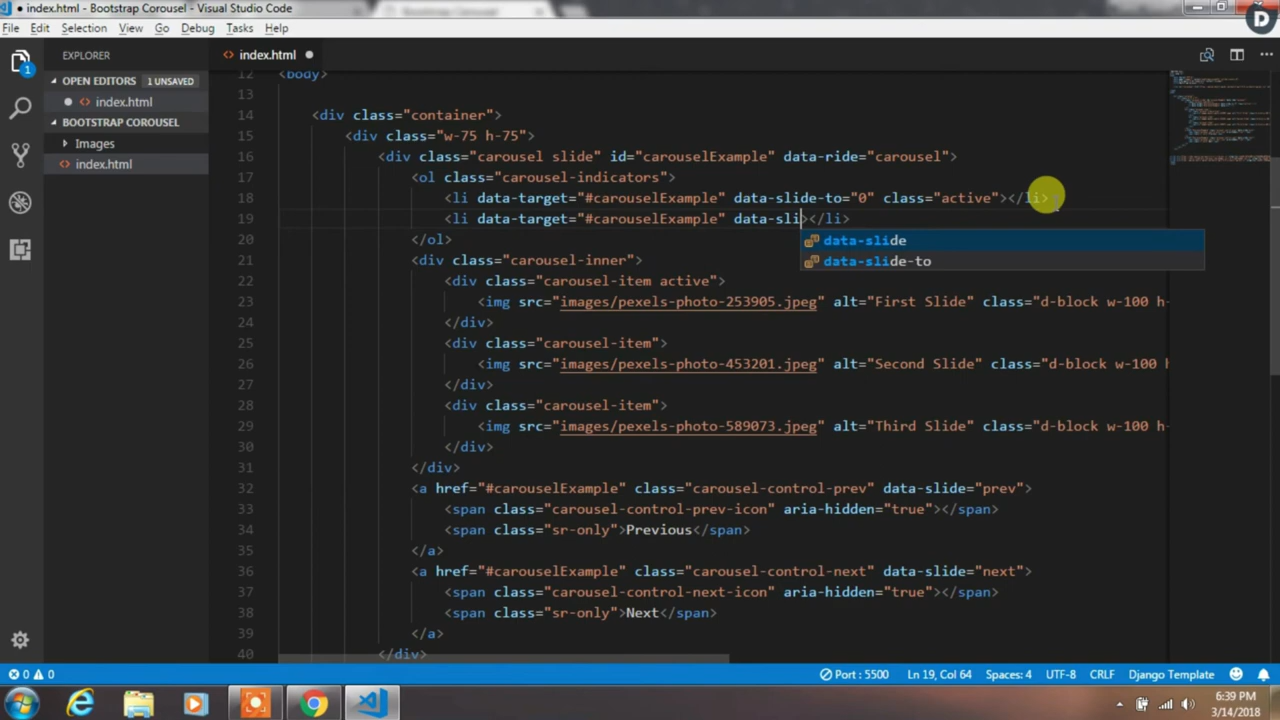 index.html - Bootstrap Corousel - Visual Studio Code
File Edit Selection View Go Debug Tasks Help
EXPLORER
index.html
OPEN EDITORS 1 UNSAVED
index.html
BOOTSTRAP COROUSEL
Images
index.html
1
D
12 <body>
13
14 <div class="container">
15 <div class="w-75 h-75">
16 <div class="carousel slide" id="carouselExample" data-ride="carousel">
17 <ol class="carousel-indicators">
18 <li data-target="#carouselExample" data-slide-to="0" class="active"></li>
19 <li data-target="#carouselExample" data-sli></li>
data-slide
data-slide-to
20 </ol>
21 <div class="carousel-inner">
22 <div class="carousel-item active">
23 <img src="images/pexels-photo-253905.jpeg" alt="First Slide" class="d-block w-100 h-
24 </div>
25 <div class="carousel-item">
26 <img src="images/pexels-photo-453201.jpeg" alt="Second Slide" class="d-block w-100 h
27 </div>
28 <div class="carousel-item">
29 <img src="images/pexels-photo-589073.jpeg" alt="Third Slide" class="d-block w-100 h-
30 </div>
31 </div>
32 <a href="#carouselExample" class="carousel-control-prev" data-slide="prev">
33 <span class="carousel-control-prev-icon" aria-hidden="true"></span>
34 <span class="sr-only">Previous</span>
35 </a>
36 <a href="#carouselExample" class="carousel-control-next" data-slide="next">
37 <span class="carousel-control-next-icon" aria-hidden="true"></span>
38 <span class="sr-only">Next</span>
39 </a>
40 </div>
0 0 Port : 5500 Ln 19, Col 64 Spaces: 4 UTF-8 CRLF Django Template
6:39 PM
3/14/2018